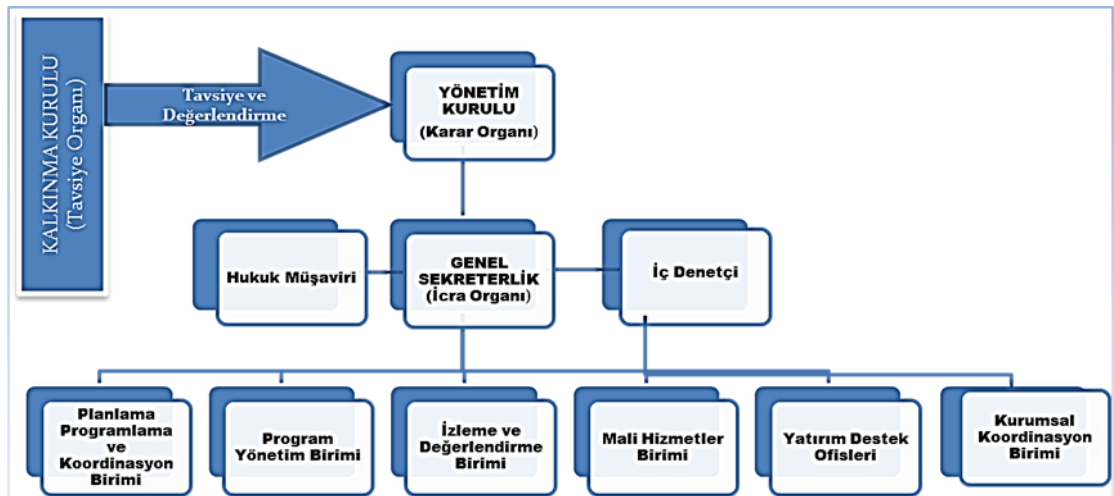 KALKINMA KURULU
(Tavsiye Organı)
Tavsiye ve
Değerlendirme
YÖNETİM
KURULU
(Karar Organı)
Hukuk Müşaviri
GENEL
SEKRETERLİK
(İcra Organı)
İç Denetçi
Planlama
Programlama
ve
Koordinasyon
Birimi
Program
Yönetim Birimi
İzleme ve
Değerlendirme
Birimi
Mali Hizmetler
Birimi
Yatırım Destek
Ofisleri
Kurumsal
Koordinasyon
Birimi